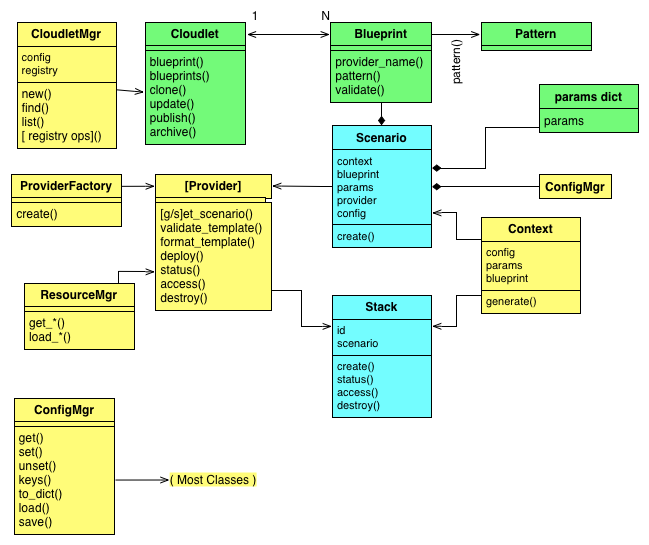 CloudletMgr
config
registry
new()
find()
list()
[ registry ops]()
Cloudlet
blueprint()
blueprints()
clone()
update()
publish()
archive()
1
N
Blueprint
provider_name()
pattern()
validate()
pattern()
Pattern
params dict
params
Scenario
context
blueprint
params
provider
config
create()
ConfigMgr
ProviderFactory
create()
[Provider]
[g/s]et_scenario()
validate_template()
format_template()
deploy()
status()
access()
destroy()
Context
config
params
blueprint
generate()
ResourceMgr
get_*()
load_*()
Stack
id
scenario
create()
status()
access()
destroy()
ConfigMgr
get()
set()
unset()
keys()
to_dict()
load()
save()
( Most Classes )